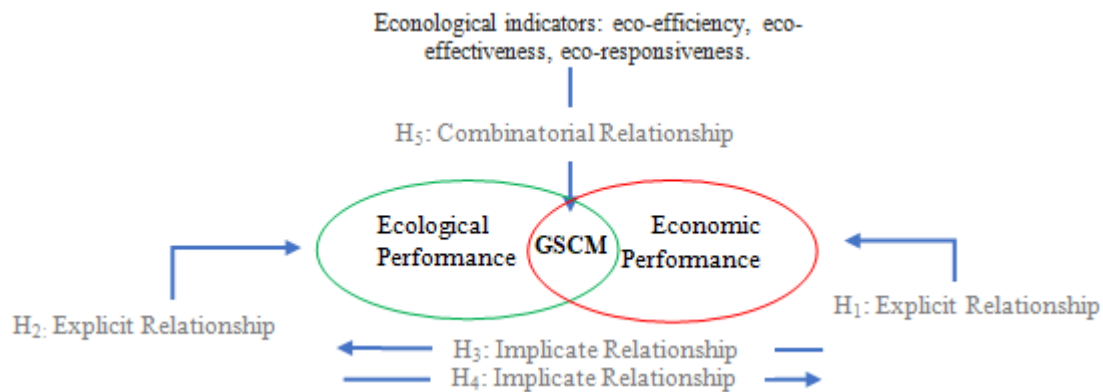 Econological indicators: eco-efficiency, eco-
effectiveness, eco-responsiveness.
H₅: Combinatorial Relationship
Ecological
Performance
GSCM
Economic
Performance
H₂: Explicit Relationship
H₁: Explicit Relationship
H₃: Implicate Relationship
H₄: Implicate Relationship